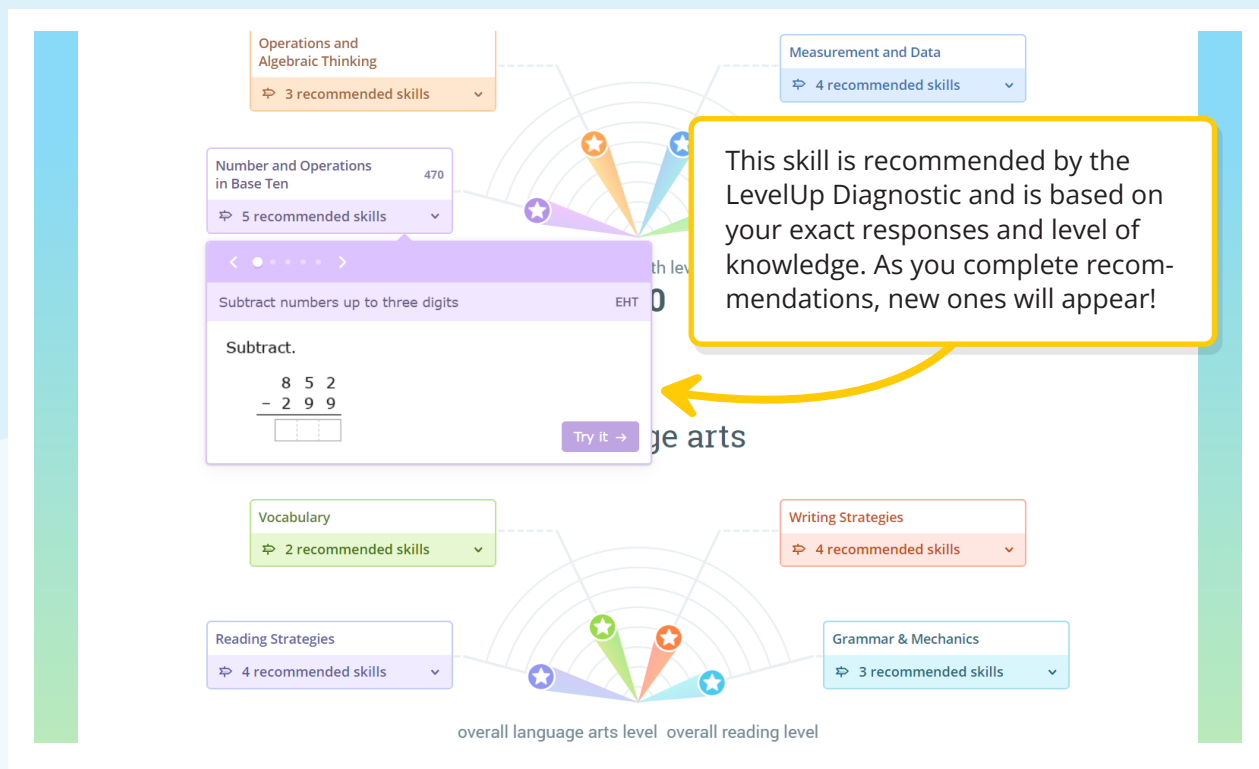 Operations and
Algebraic Thinking
3 recommended skills
Measurement and Data
4 recommended skills
Number and Operations
in Base Ten
470
5 recommended skills
This skill is recommended by the
LevelUp Diagnostic and is based on
your exact responses and level of
knowledge. As you complete recom-
mendations, new ones will appear!
Subtract numbers up to three digits
EHT
Subtract.
8 5 2
- 2 9 9
Try it →
arts
Vocabulary
2 recommended skills
Writing Strategies
4 recommended skills
Reading Strategies
4 recommended skills
Grammar & Mechanics
3 recommended skills
overall language arts level overall reading level